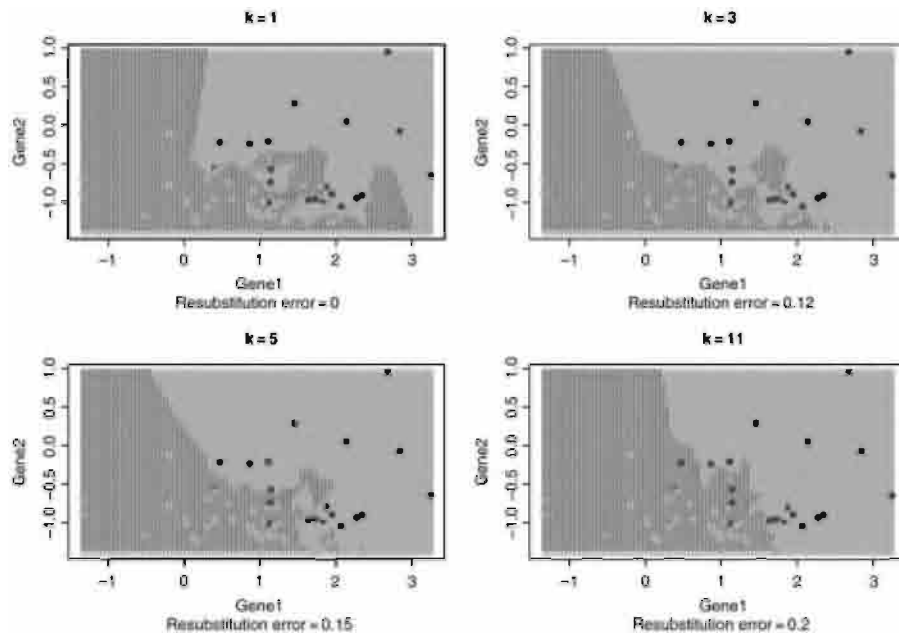 k = 1
k = 3
Gene2
1.0
0.5
0.0
−0.5
−1.0
−1
0
1
2
3
Gene1
Resubstitution error = 0
Gene2
1.0
0.5
0.0
−0.5
−1.0
−1
0
1
2
3
Gene1
Resubstitution error = 0.12
k = 5
k = 11
Gene2
1.0
0.5
0.0
−0.5
−1.0
−1
0
1
2
3
Gene1
Resubstitution error = 0.15
Gene2
1.0
0.5
0.0
−0.5
−1.0
−1
0
1
2
3
Gene1
Resubstitution error = 0.2